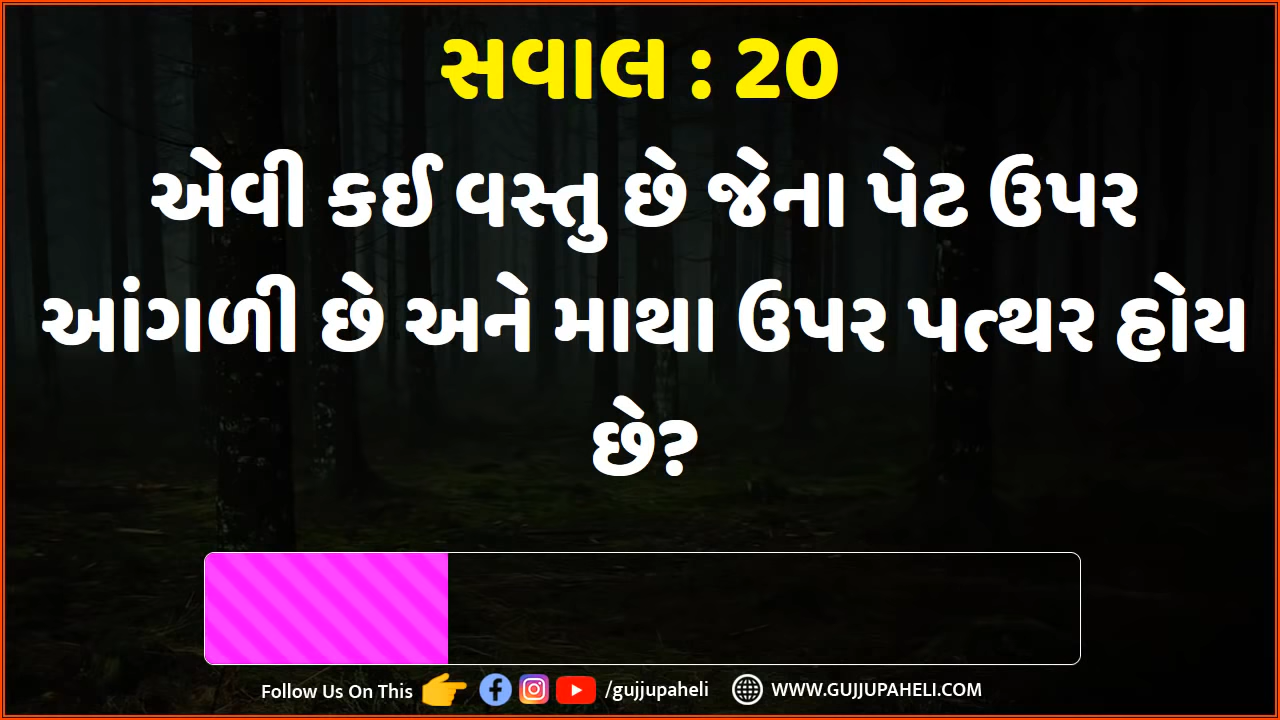 સવાલ : 20
એવી કઈ વસ્તુ છે જેના પેટ ઉપર
આંગળી છે અને માથા ઉપર પત્થર હોય
છે?
Follow Us On This /gujjupaheli WWW.GUJJUPAHELI.COM